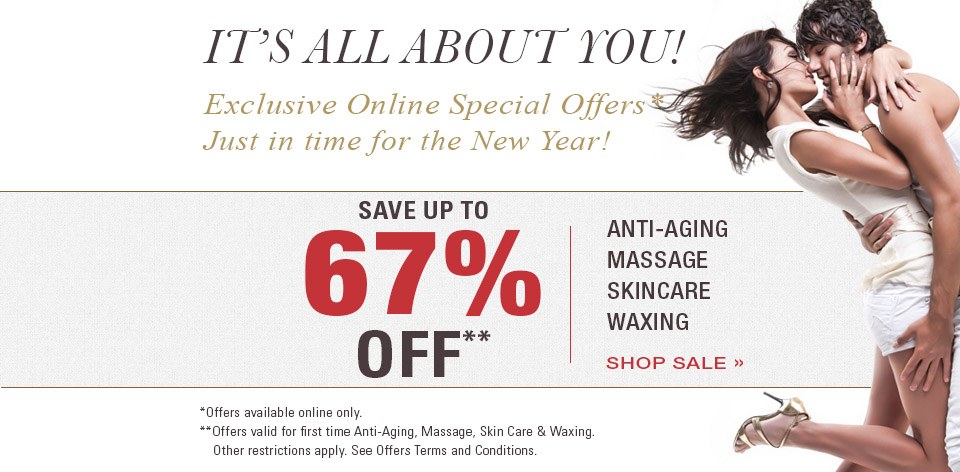 IT'S ALL ABOUT YOU!
Exclusive Online Special Offers*
Just in time for the New Year!
SAVE UP TO
67%
OFF**
ANTI-AGING
MASSAGE
SKINCARE
WAXING
SHOP SALE »
*Offers available online only.
**Offers valid for first time Anti-Aging, Massage, Skin Care & Waxing.
Other restrictions apply. See Offers Terms and Conditions.